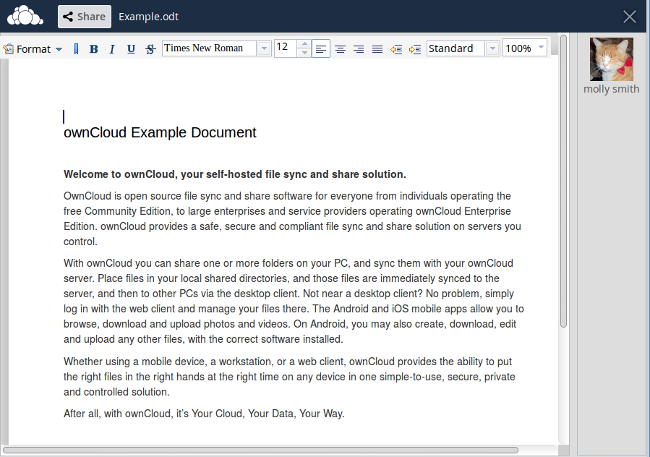 Share Example.odt
Format B I U S Times New Roman 12 Standard 100%
molly smith
ownCloud Example Document
Welcome to ownCloud, your self-hosted file sync and share solution.
OwnCloud is open source file sync and share software for everyone from individuals operating the
free Community Edition, to large enterprises and service providers operating ownCloud Enterprise
Edition. ownCloud provides a safe, secure and compliant file sync and share solution on servers you
control.
With ownCloud you can share one or more folders on your PC, and sync them with your ownCloud
server. Place files in your local shared directories, and those files are immediately synced to the
server, and then to other PCs via the desktop client. Not near a desktop client? No problem, simply
log in with the web client and manage your files there. The Android and iOS mobile apps allow you to
browse, download and upload photos and videos. On Android, you may also create, download, edit
and upload any other files, with the correct software installed.
Whether using a mobile device, a workstation, or a web client, ownCloud provides the ability to put
the right files in the right hands at the right time on any device in one simple-to-use, secure, private
and controlled solution.
After all, with ownCloud, it's Your Cloud, Your Data, Your Way.